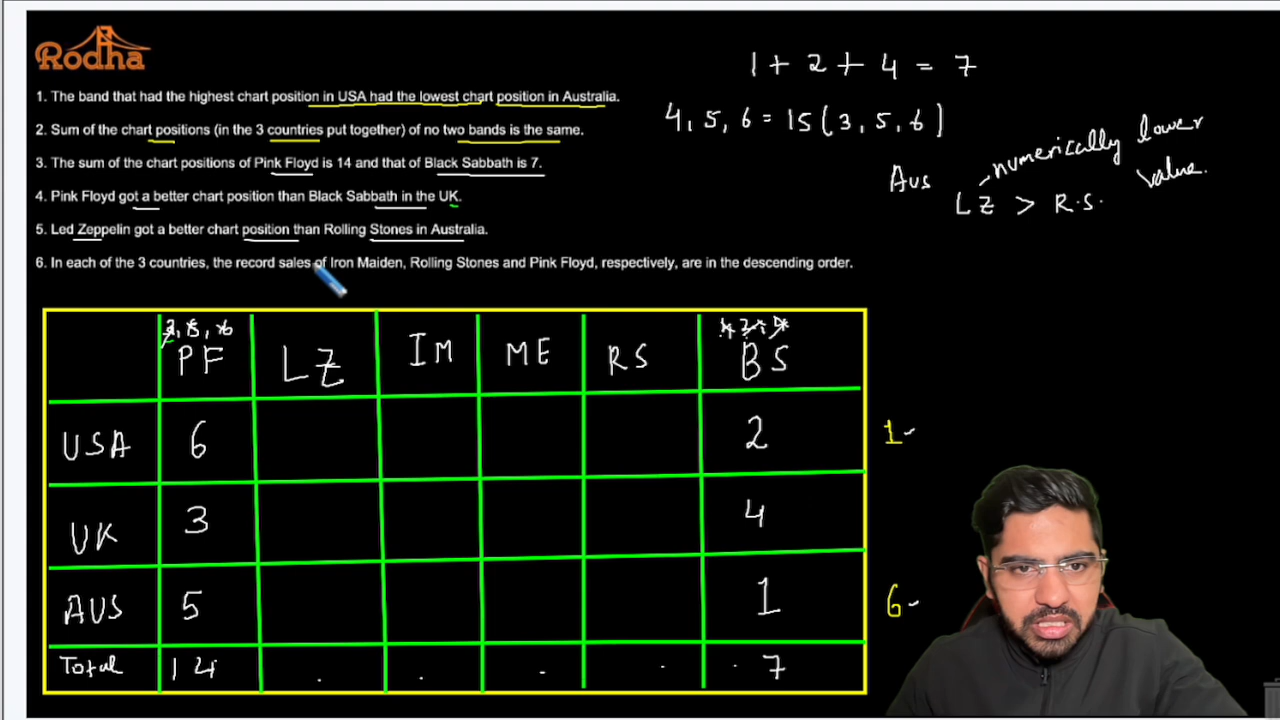 Rodha
1. The band that had the highest chart position in USA had the lowest chart position in Australia.
2. Sum of the chart positions (in the 3 countries put together) of no two bands is the same.
3. The sum of the chart positions of Pink Floyd is 14 and that of Black Sabbath is 7.
4. Pink Floyd got a better chart position than Black Sabbath in the UK.
5. Led Zeppelin got a better chart position than Rolling Stones in Australia.
6. In each of the 3 countries, the record sales of Iron Maiden, Rolling Stones and Pink Floyd, respectively, are in the descending order.
1 + 2 + 4 = 7
4, 5, 6 = 15 (3, 5, 6)
Aus
numerically lower
value.
LZ > R.S.
PF LZ IM ME RS BS
USA 6 2 1-
UK 3 4
AUS 5 1 6-
Total 14 . . . . . 7